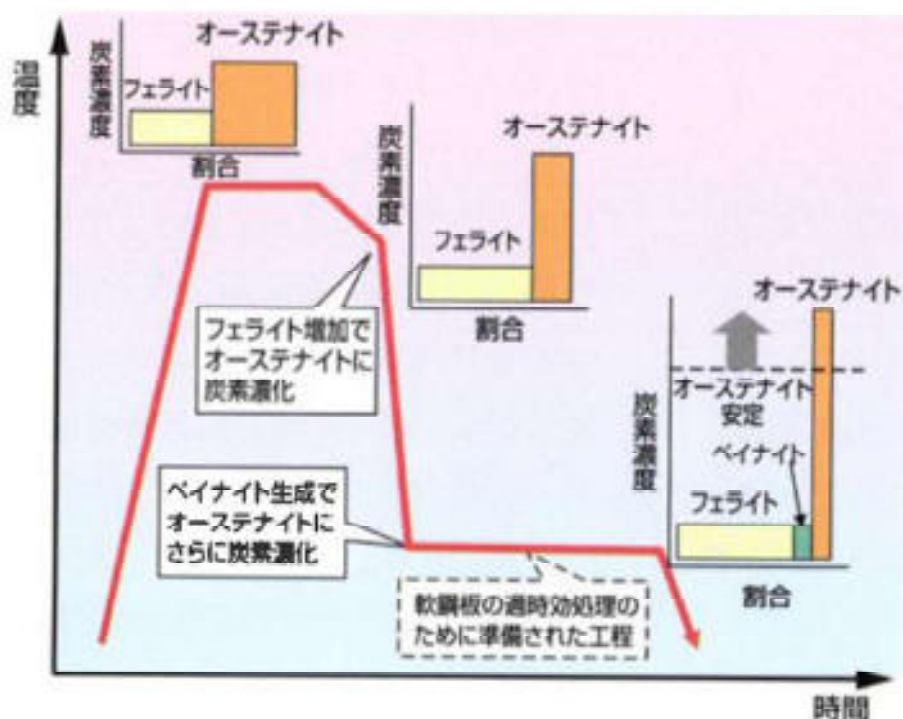 温度
炭素濃度
オーステナイト
フェライト
割合
炭素濃度
オーステナイト
フェライト
割合
フェライト増加で
オーステナイトに
炭素濃化
ベイナイト生成で
オーステナイトに
さらに炭素濃化
軟鋼板の過時効処理の
ために準備された工程
炭素濃度
オーステナイト
オーステナイト
安定
ベイナイト
フェライト
割合
時間